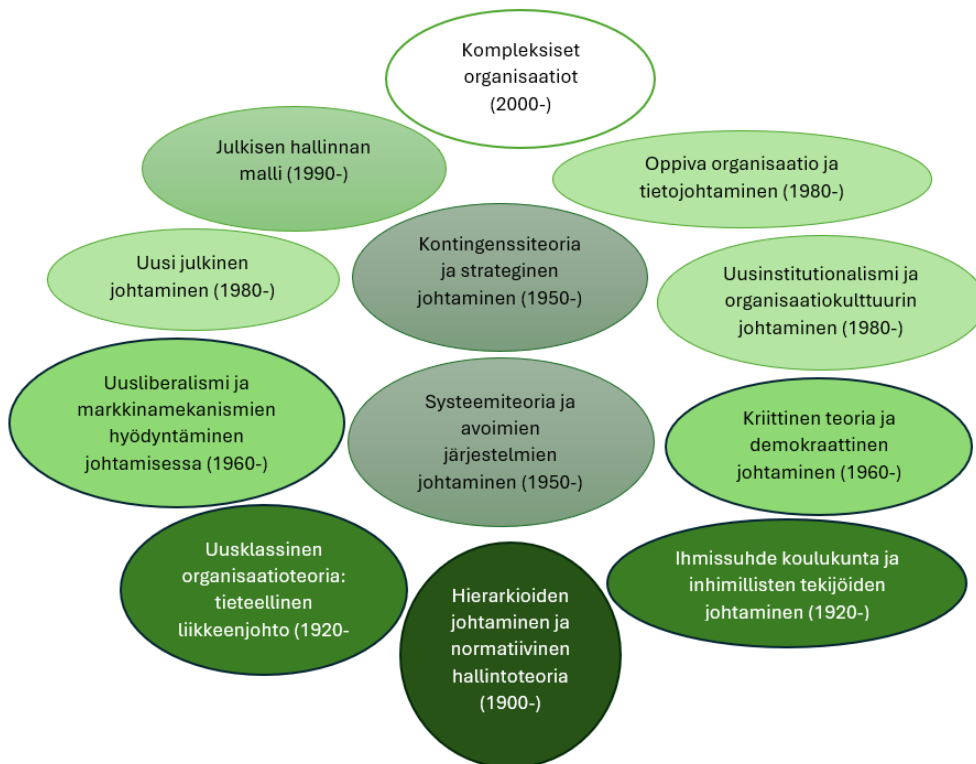 Kompleksiset
organisaatiot
(2000-)
Julkisen hallinnan
malli (1990-)
Oppiva organisaatio ja
tietojohtaminen (1980-)
Uusi julkinen
johtaminen (1980-)
Kontingenssiteoria
ja strateginen
johtaminen (1950-)
Uusinstitutionalismi ja
organisaatiokulttuurin
johtaminen (1980-)
Uusliberalismi ja
markkinamekanismien
hyödyntäminen
johtamisessa (1960-)
Systeemiteoria ja
avoimien
järjestelmien
johtaminen (1950-)
Kriittinen teoria ja
demokraattinen
johtaminen (1960-)
Uusklassinen
organisaatioteoria:
tieteellinen
liikkeenjohto (1920-
Hierarkioiden
johtaminen ja
normatiivinen
hallintoteoria
(1900-)
Ihmissuhde koulukunta ja
inhimillisten tekijöiden
johtaminen (1920-)